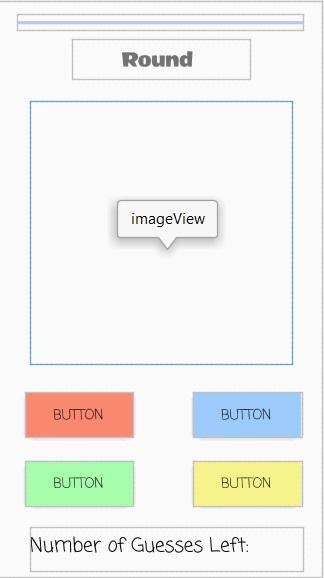 Round
imageView
BUTTON BUTTON
BUTTON BUTTON
Number of Guesses Left: